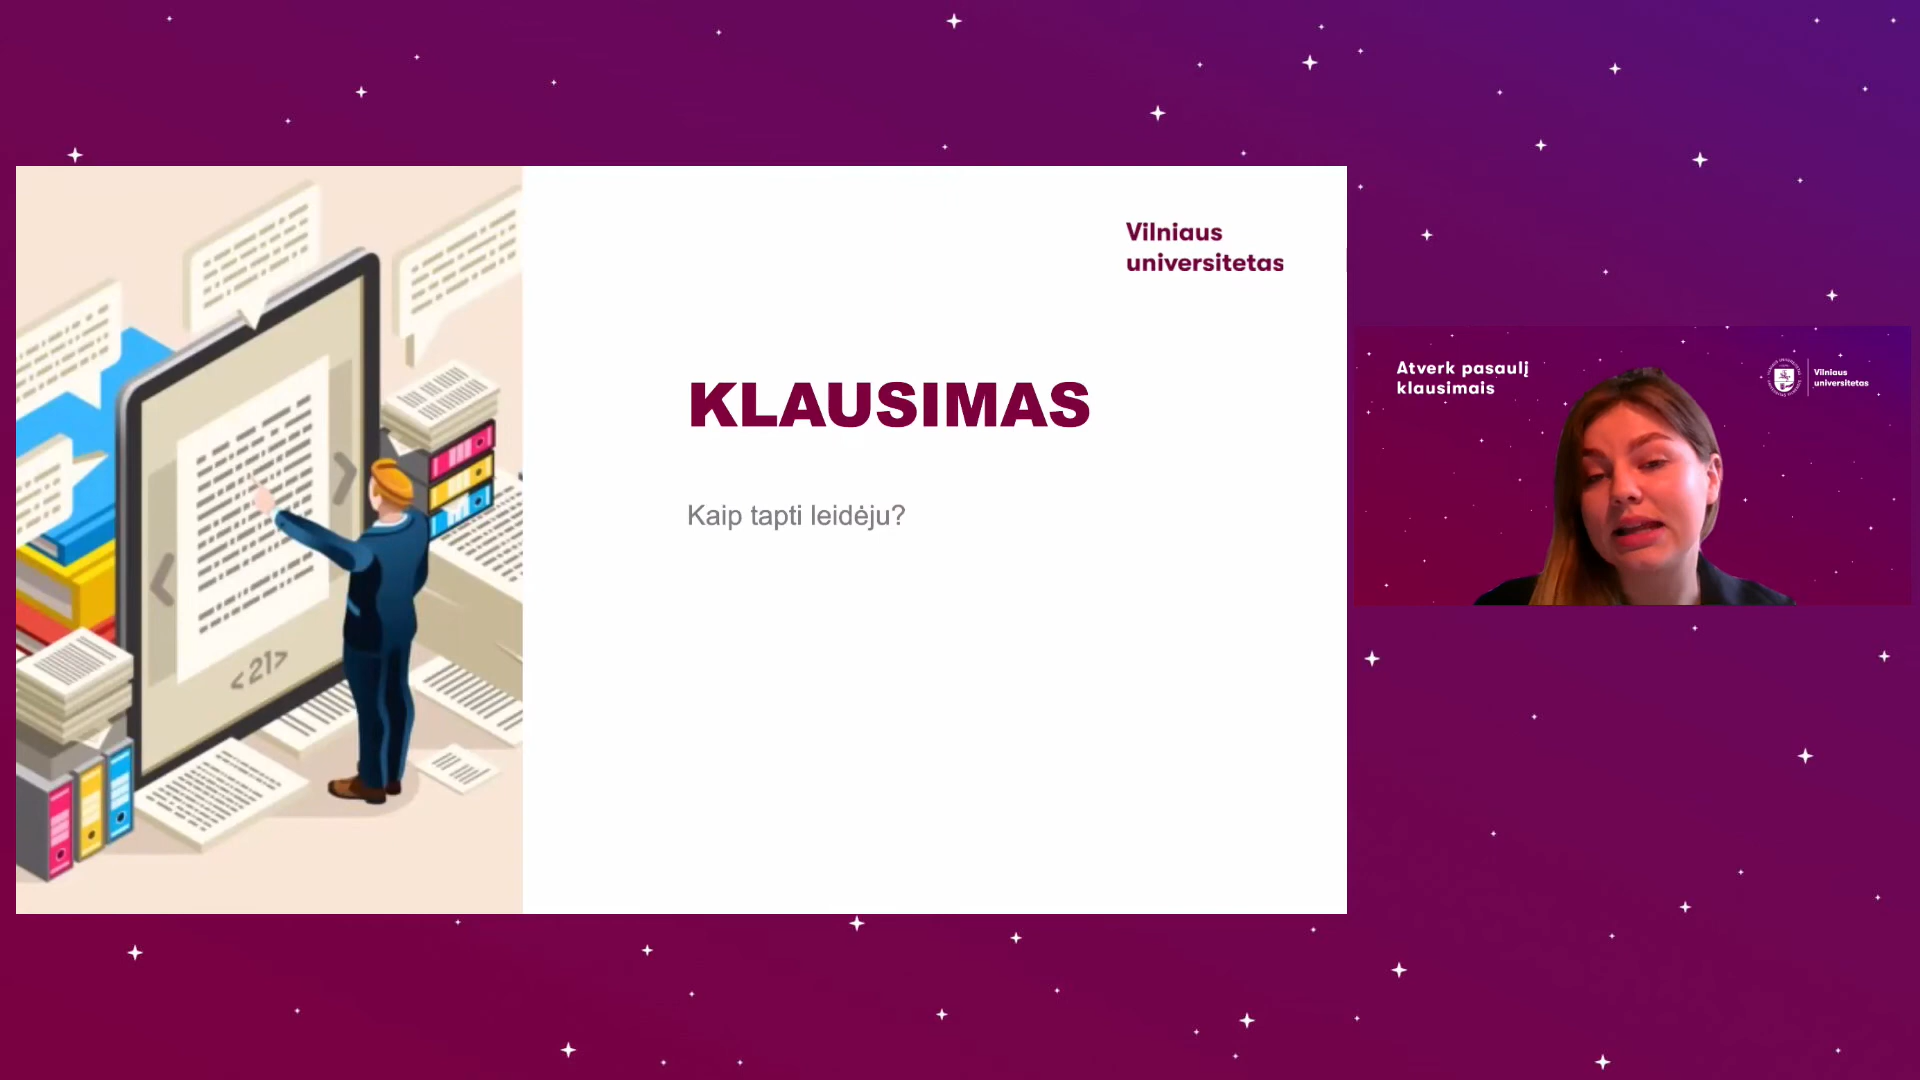 Vilniaus
universitetas
KLAUSIMAS
Kaip tapti leidėju?
<21>
Atverk pasaulį
klausimais
Vilniaus
universitetas